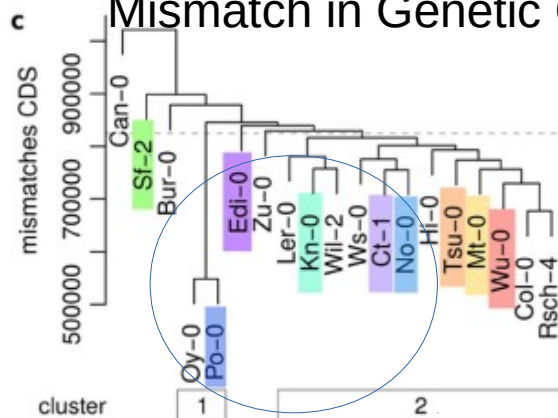 Mismatch in Genetic
c
mismatches CDS
900000
700000
500000
Can-0
Sf-2
Bur-0
Oy-0
Po-0
Edi-0
Zu-0
Ler-0
Kn-0
Wil-2
Ws-0
Ct-1
No-0
Hi-0
Tsu-0
Mt-0
Wu-0
Col-0
Rsch-4
cluster 1 2